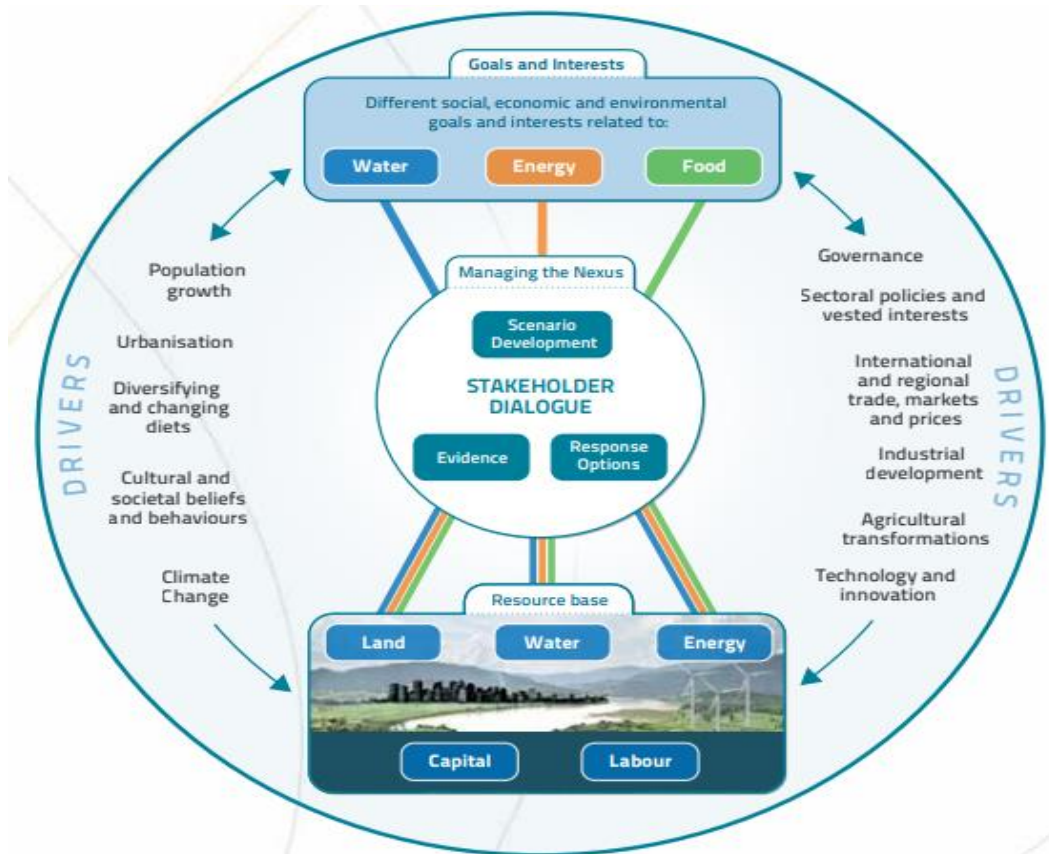 Goals and Interests
Different social, economic and environmental
goals and interests related to:
Water
Energy
Food
DRIVERS
Population
growth
Urbanisation
Diversifying
and changing
diets
Cultural and
societal beliefs
and behaviours
Climate
Change
Managing the Nexus
Scenario
Development
STAKEHOLDER
DIALOGUE
Evidence
Response
Options
Governance
Sectoral policies and
vested interests
International
and regional
trade, markets
and prices
Industrial
development
Agricultural
transformations
Technology and
innovation
DRIVERS
Resource base
Land
Water
Energy
Capital
Labour